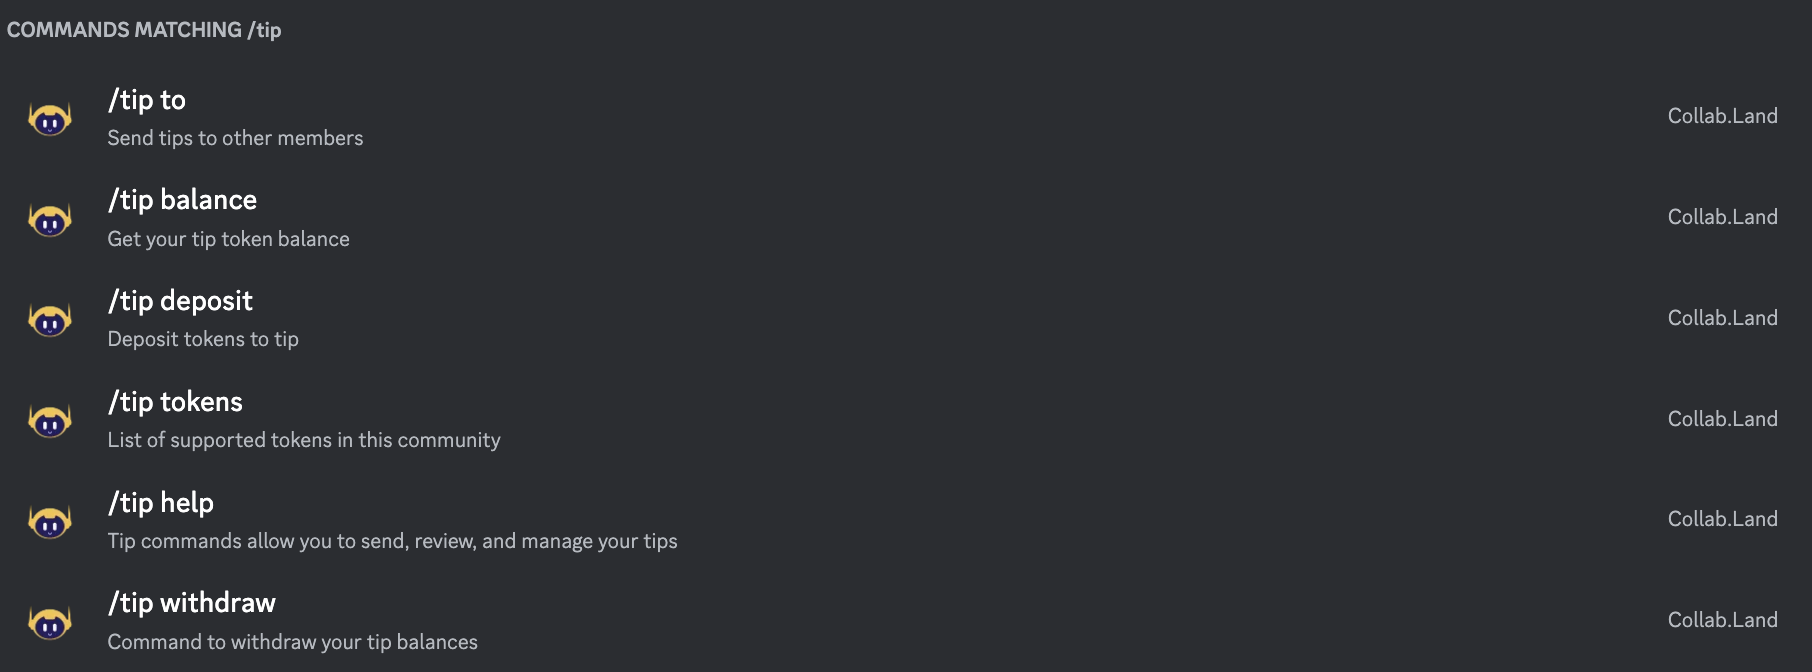 COMMANDS MATCHING /tip
/tip to
Send tips to other members
Collab.Land
/tip balance
Get your tip token balance
Collab.Land
/tip deposit
Deposit tokens to tip
Collab.Land
/tip tokens
List of supported tokens in this community
Collab.Land
/tip help
Tip commands allow you to send, review, and manage your tips
Collab.Land
/tip withdraw
Command to withdraw your tip balances
Collab.Land